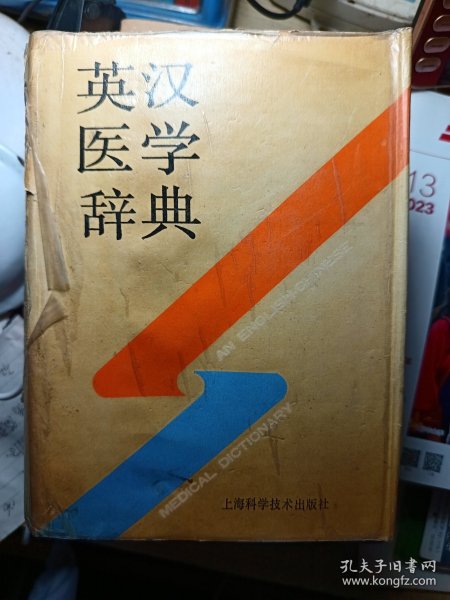 英汉
医学
辞典
AN ENGLISH-CHINESE
MEDICAL DICTIONARY
上海科学技术出版社
13
2023
孔夫子旧书网
www.kongfz.com